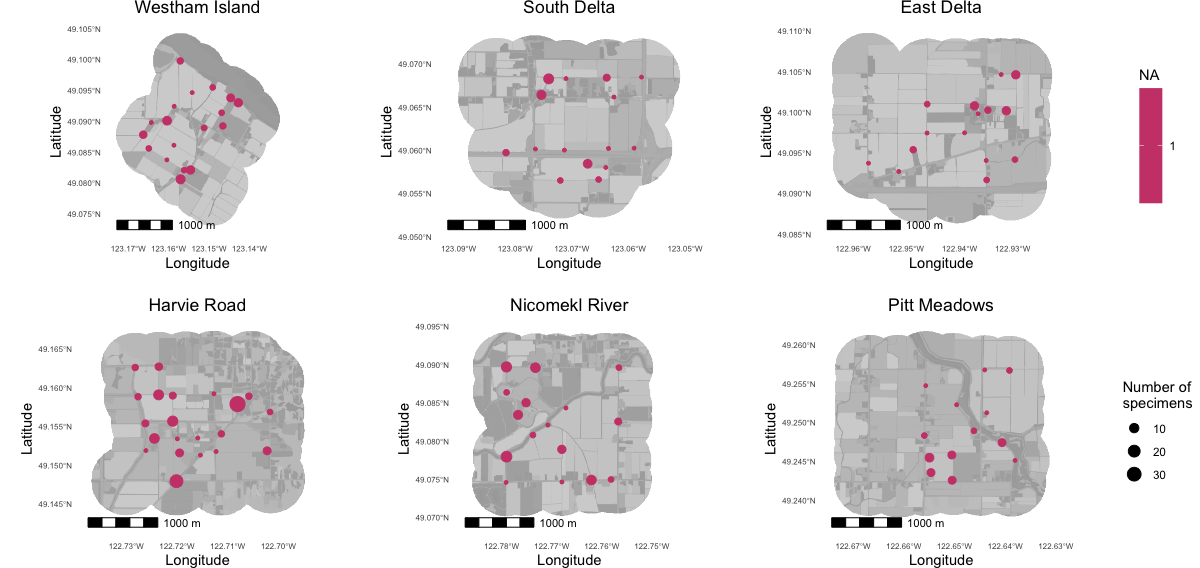 Westham Island
South Delta
East Delta
49.105°N
49.100°N
49.095°N
49.090°N
49.085°N
49.080°N
49.075°N
Latitude
1000 m
123.17°W 123.16°W 123.15°W 123.14°W
Longitude
49.070°N
49.065°N
49.060°N
49.055°N
49.050°N
Latitude
1000 m
123.09°W 123.08°W 123.07°W 123.06°W 123.05°W
Longitude
49.110°N
49.105°N
49.100°N
49.095°N
49.090°N
49.085°N
Latitude
1000 m
122.96°W 122.95°W 122.94°W 122.93°W
Longitude
NA
1
Harvie Road
Nicomekl River
Pitt Meadows
49.165°N
49.160°N
49.155°N
49.150°N
49.145°N
Latitude
1000 m
122.73°W 122.72°W 122.71°W 122.70°W
Longitude
49.095°N
49.090°N
49.085°N
49.080°N
49.075°N
49.070°N
Latitude
1000 m
122.78°W 122.77°W 122.76°W 122.75°W
Longitude
49.260°N
49.255°N
49.250°N
49.245°N
49.240°N
Latitude
1000 m
122.67°W 122.66°W 122.65°W 122.64°W 122.63°W
Longitude
Number of
specimens
10
20
30